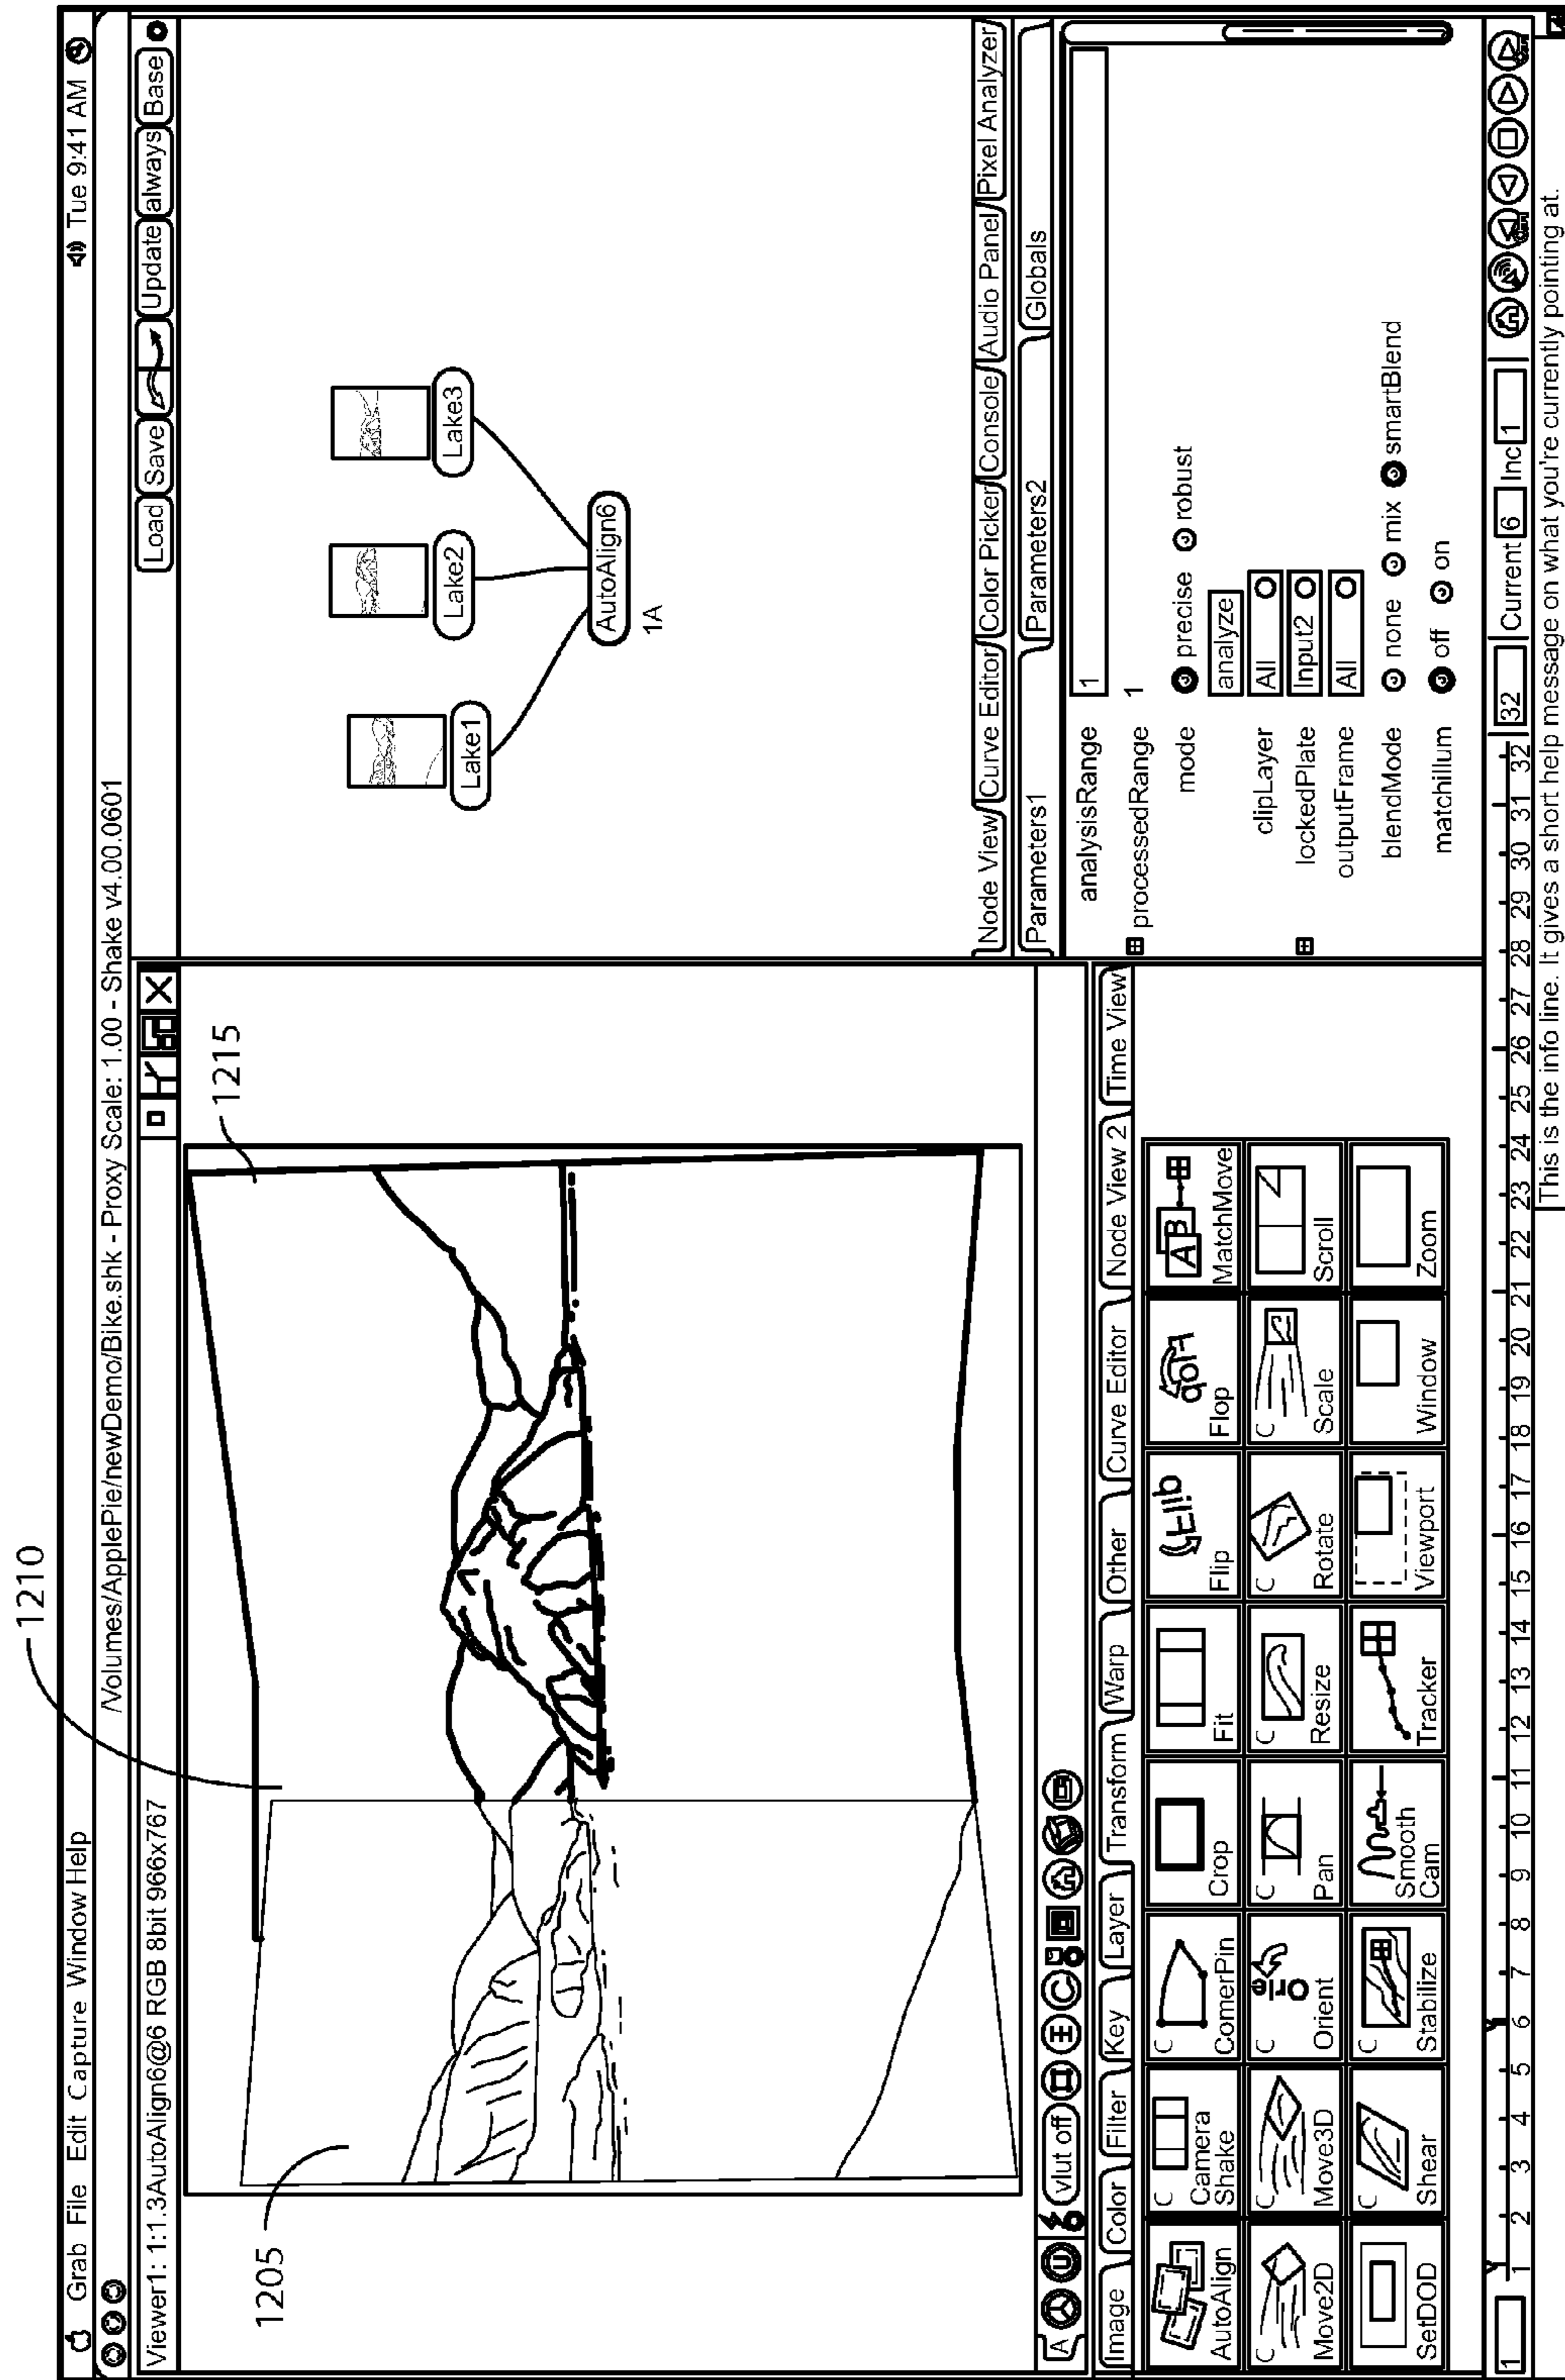 1210
Grab File Edit Capture Window Help
Tue 9:41 AM
/Volumes/ApplePie/newDemo/Bike.shk - Proxy Scale: 1.00 - Shake v4.00.0601
Viewer1: 1:1.3AutoAlign6@6 RGB 8bit 966x767
Load Save Update always Base
1205
1215
Lake1 Lake2 Lake3
AutoAlign6
1A
A U vlut off
Node View Curve Editor Color Picker Console Audio Panel Pixel Analyzer
Parameters1 Parameters2 Globals
Image Color Filter Key Layer Transform Warp Other Curve Editor Node View 2 Time View
AutoAlign
C Camera Shake
C CornerPin
Crop
Fit
Flip Flip
Flop Flop
A B MatchMove
C Move2D
C Move3D
C Orie Orient
C Pan
C Resize
C Rotate
C Scale
Scroll
SetDOD
C Shear
C Stabilize
Smooth Cam
Tracker
Viewport
Window
Zoom
analysisRange 1
processedRange 1
mode precise robust
analyze
clipLayer All
lockedPlate Input2
outputFrame All
blendMode none mix smartBlend
matchillum off on
1 1 2 3 4 5 6 7 8 9 10 11 12 13 14 15 16 17 18 19 20 21 22 23 24 25 26 27 28 29 30 31 32 32 Current 6 Inc 1
This is the info line. It gives a short help message on what you're currently pointing at.